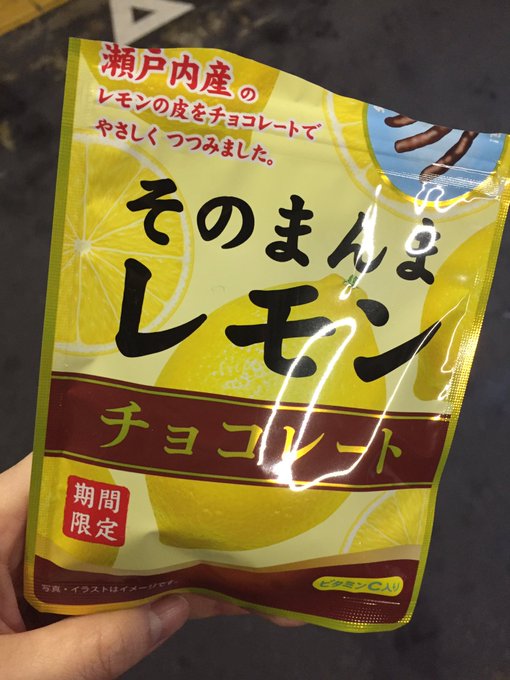 瀬戸内産の
レモンの皮をチョコレートで
やさしく つつみました。
そのまんま
レモン
チョコレート
期間
限定
写真・イラストはイメージです。
ビタミンC入り